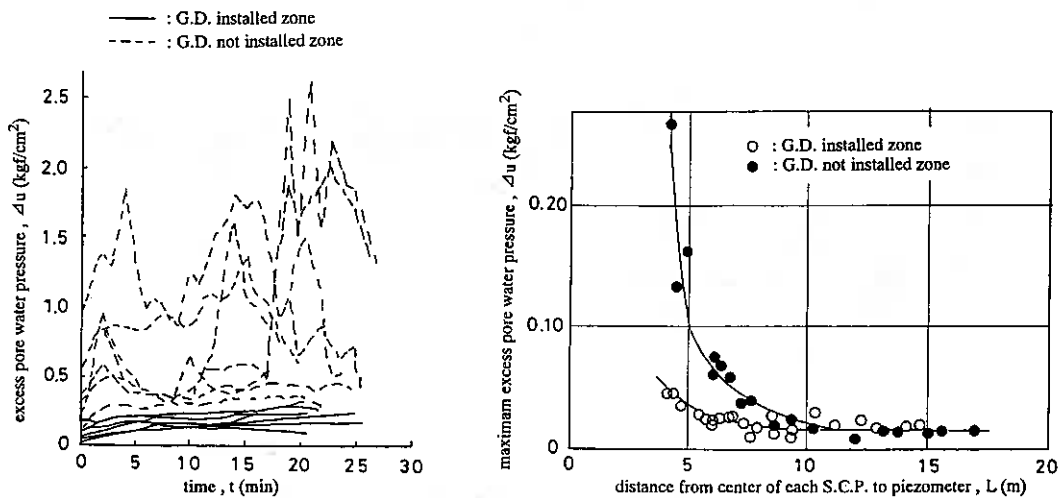 : G.D. installed zone
: G.D. not installed zone
excess pore water pressure , ⊿u (kgf/cm²)
2.5
2.0
1.5
1.0
0.5
0
0 5 10 15 20 25 30
time , t (min)
maximam excess pore water pressure , ⊿u (kgf/cm²)
: G.D. installed zone
: G.D. not installed zone
0.20
0.10
0
0 5 10 15 20
distance from center of each S.C.P. to piezometer , L (m)